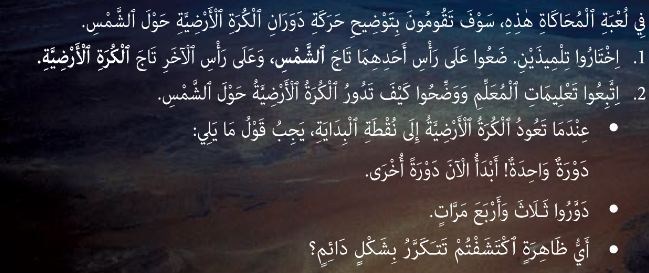 فِي لُعْبَةِ ٱلْمُحَاكَاةِ هٰذِهِ، سَوْفَ تَقُومُونَ بِتَوْضِيحِ حَرَكَةِ دَوَرَانِ ٱلْكُرَةِ ٱلْأَرْضِيَّةِ حَوْلَ ٱلشَّمْسِ.
1. اِخْتَارُوا تِلْمِيذَيْنِ. ضَعُوا عَلَى رَأْسِ أَحَدِهِمَا تَاجَ ٱلشَّمْسِ، وَعَلَى رَأْسِ ٱلْآخَرِ تَاجَ ٱلْكُرَةِ ٱلْأَرْضِيَّةِ.
2. اِتَّبِعُوا تَعْلِيمَاتِ ٱلْمُعَلِّمِ وَوَضِّحُوا كَيْفَ تَدُورُ ٱلْكُرَةُ ٱلْأَرْضِيَّةُ حَوْلَ ٱلشَّمْسِ.
• عِنْدَمَا تَعُودُ ٱلْكُرَةُ ٱلْأَرْضِيَّةُ إِلَى نُقْطَةِ ٱلْبِدَايَةِ، يَجِبُ قَوْلُ مَا يَلِي:
دَوْرَةٌ وَاحِدَةٌ! أَبْدَأُ ٱلْآنَ دَوْرَةً أُخْرَى.
• دَوِّرُوا ثَلَاثَ وَأَرْبَعَ مَرَّاتٍ.
• أَيُّ ظَاهِرَةٍ ٱكْتَشَفْتُمْ تَتَكَرَّرُ بِشَكْلٍ دَائِمٍ؟